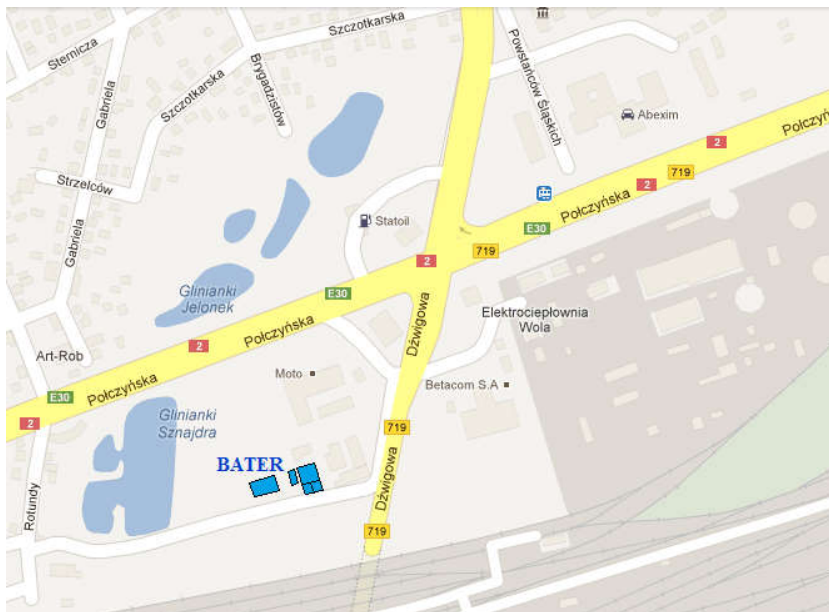 Szczotkarska
Sternicza
Powstańców Śląskich
Brygadzistów
Gabriela
Szczotkarska
Abexim
Połczyń
2
719
Strzelców
2
Połczyńska
Statoil
E30
Gabriela
719
2
Glinianki
Jelonek
E30
Elektrociepłownia
Wola
Połczyńska
Dźwigowa
2
Art-Rob
Moto
Betacom S.A
Połczyńska
E30
Glinianki
Sznajdra
2
719
BATER
Dźwigowa
Rotundy
719